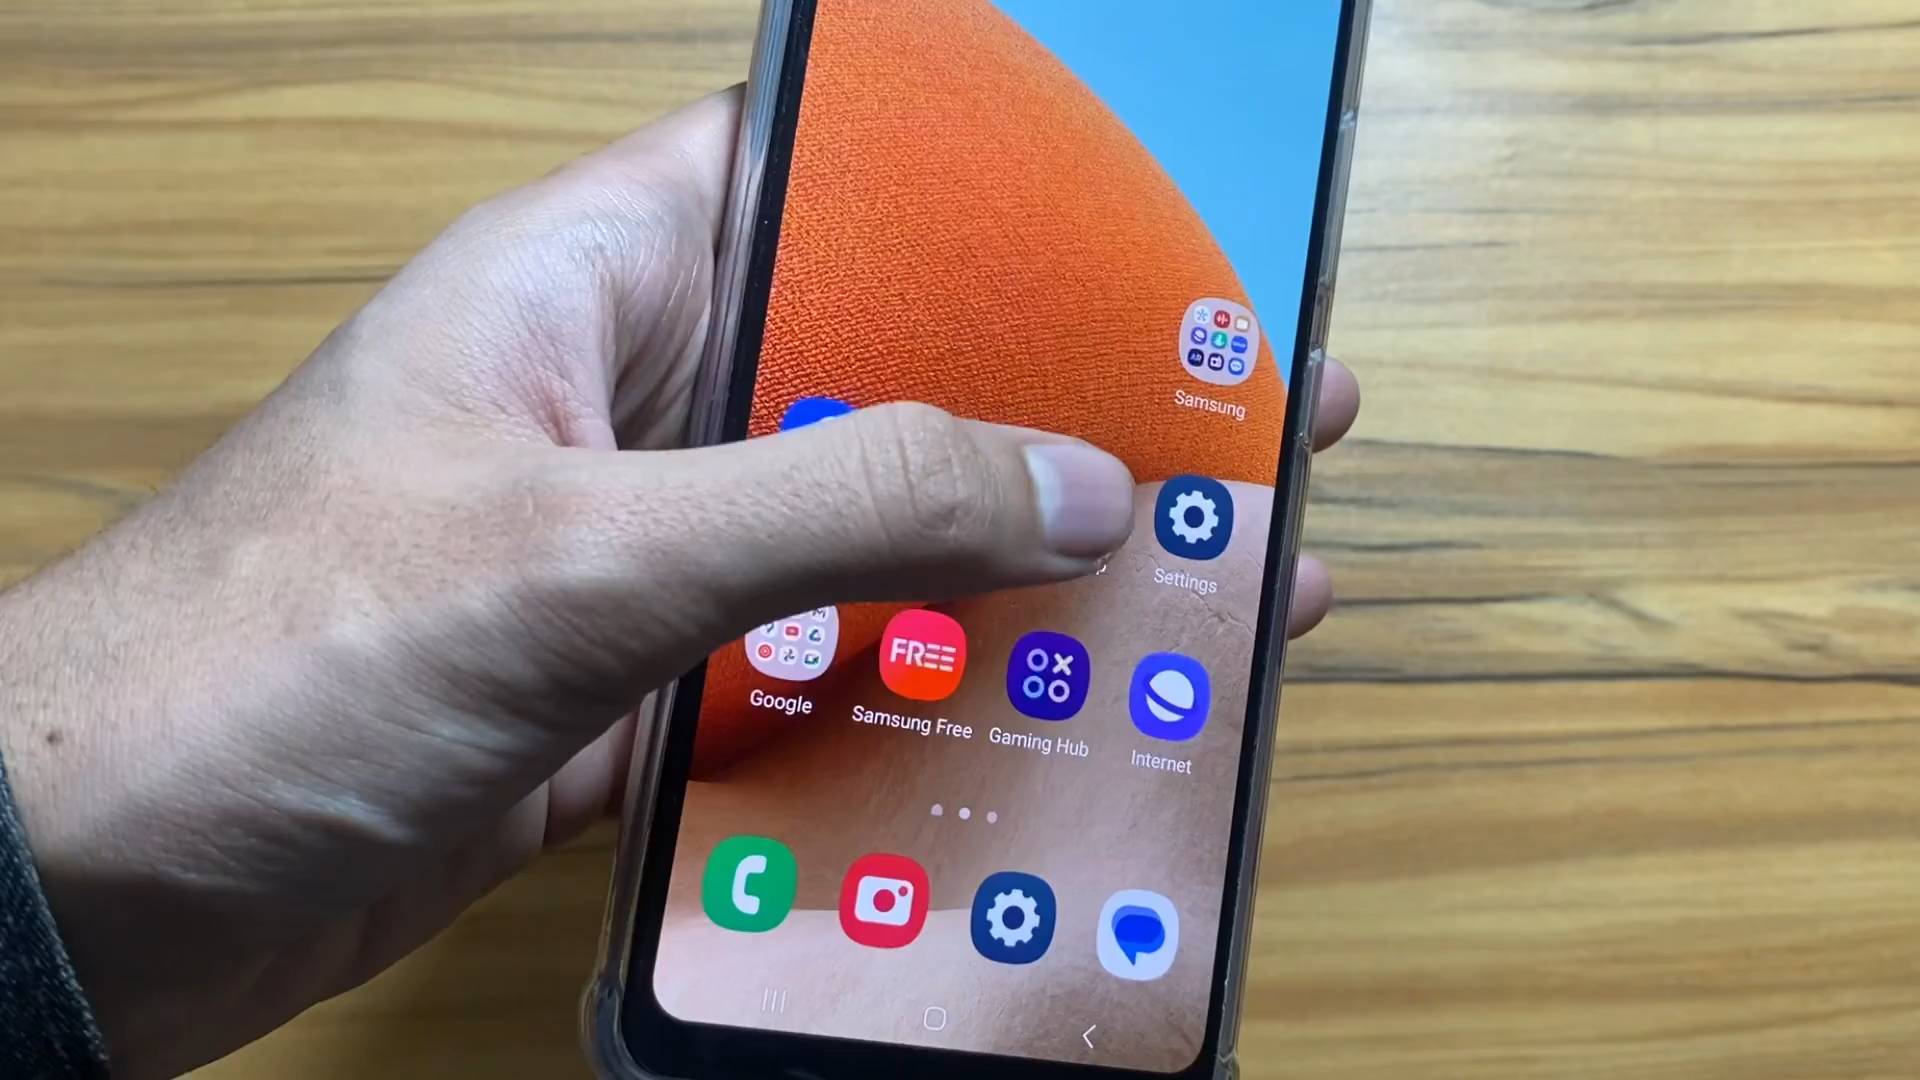 Samsung
Settings
Google
FREE
Samsung Free
Gaming Hub
Internet